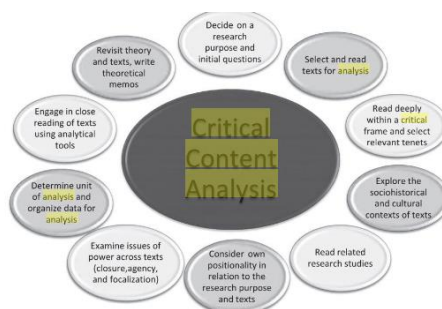 Decide on a
research purpose
and initial questions
Select and read
texts for analysis
Read deeply
within a critical
frame and select
relevant tenets
Explore the
sociohistorical
and cultural
contexts of texts
Read related
research studies
Consider own
positionality in
relation to the
research purpose
and texts
Examine issues of
power across texts
(closure,agency,
and focalization)
Determine unit
of analysis and
organize data for
analysis
Engage in close
reading of texts
using analytical
tools
Revisit theory
and texts, write
theoretical
memos
Critical
Content
Analysis